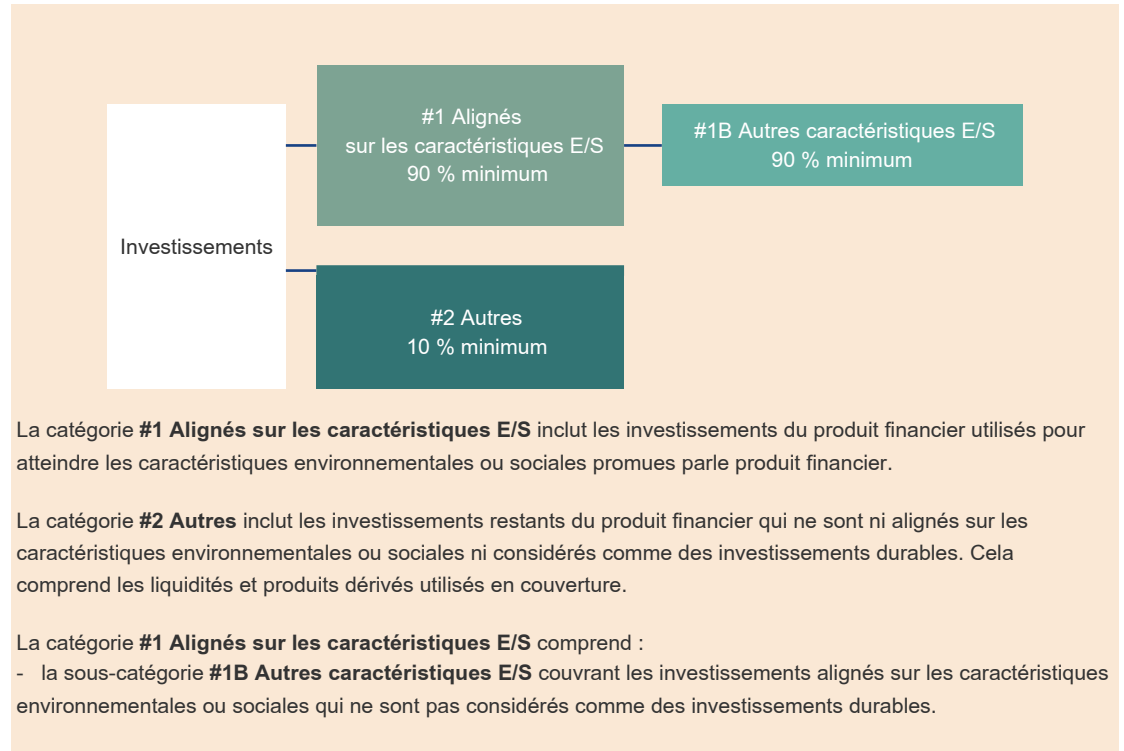 #1 Alignés
sur les caractéristiques E/S
90 % minimum
#1B Autres caractéristiques E/S
90 % minimum
Investissements
#2 Autres
10 % minimum
La catégorie #1 Alignés sur les caractéristiques E/S inclut les investissements du produit financier utilisés pour
atteindre les caractéristiques environnementales ou sociales promues parle produit financier.
La catégorie #2 Autres inclut les investissements restants du produit financier qui ne sont ni alignés sur les
caractéristiques environnementales ou sociales ni considérés comme des investissements durables. Cela
comprend les liquidités et produits dérivés utilisés en couverture.
La catégorie #1 Alignés sur les caractéristiques E/S comprend :
- la sous-catégorie #1B Autres caractéristiques E/S couvrant les investissements alignés sur les caractéristiques
environnementales ou sociales qui ne sont pas considérés comme des investissements durables.